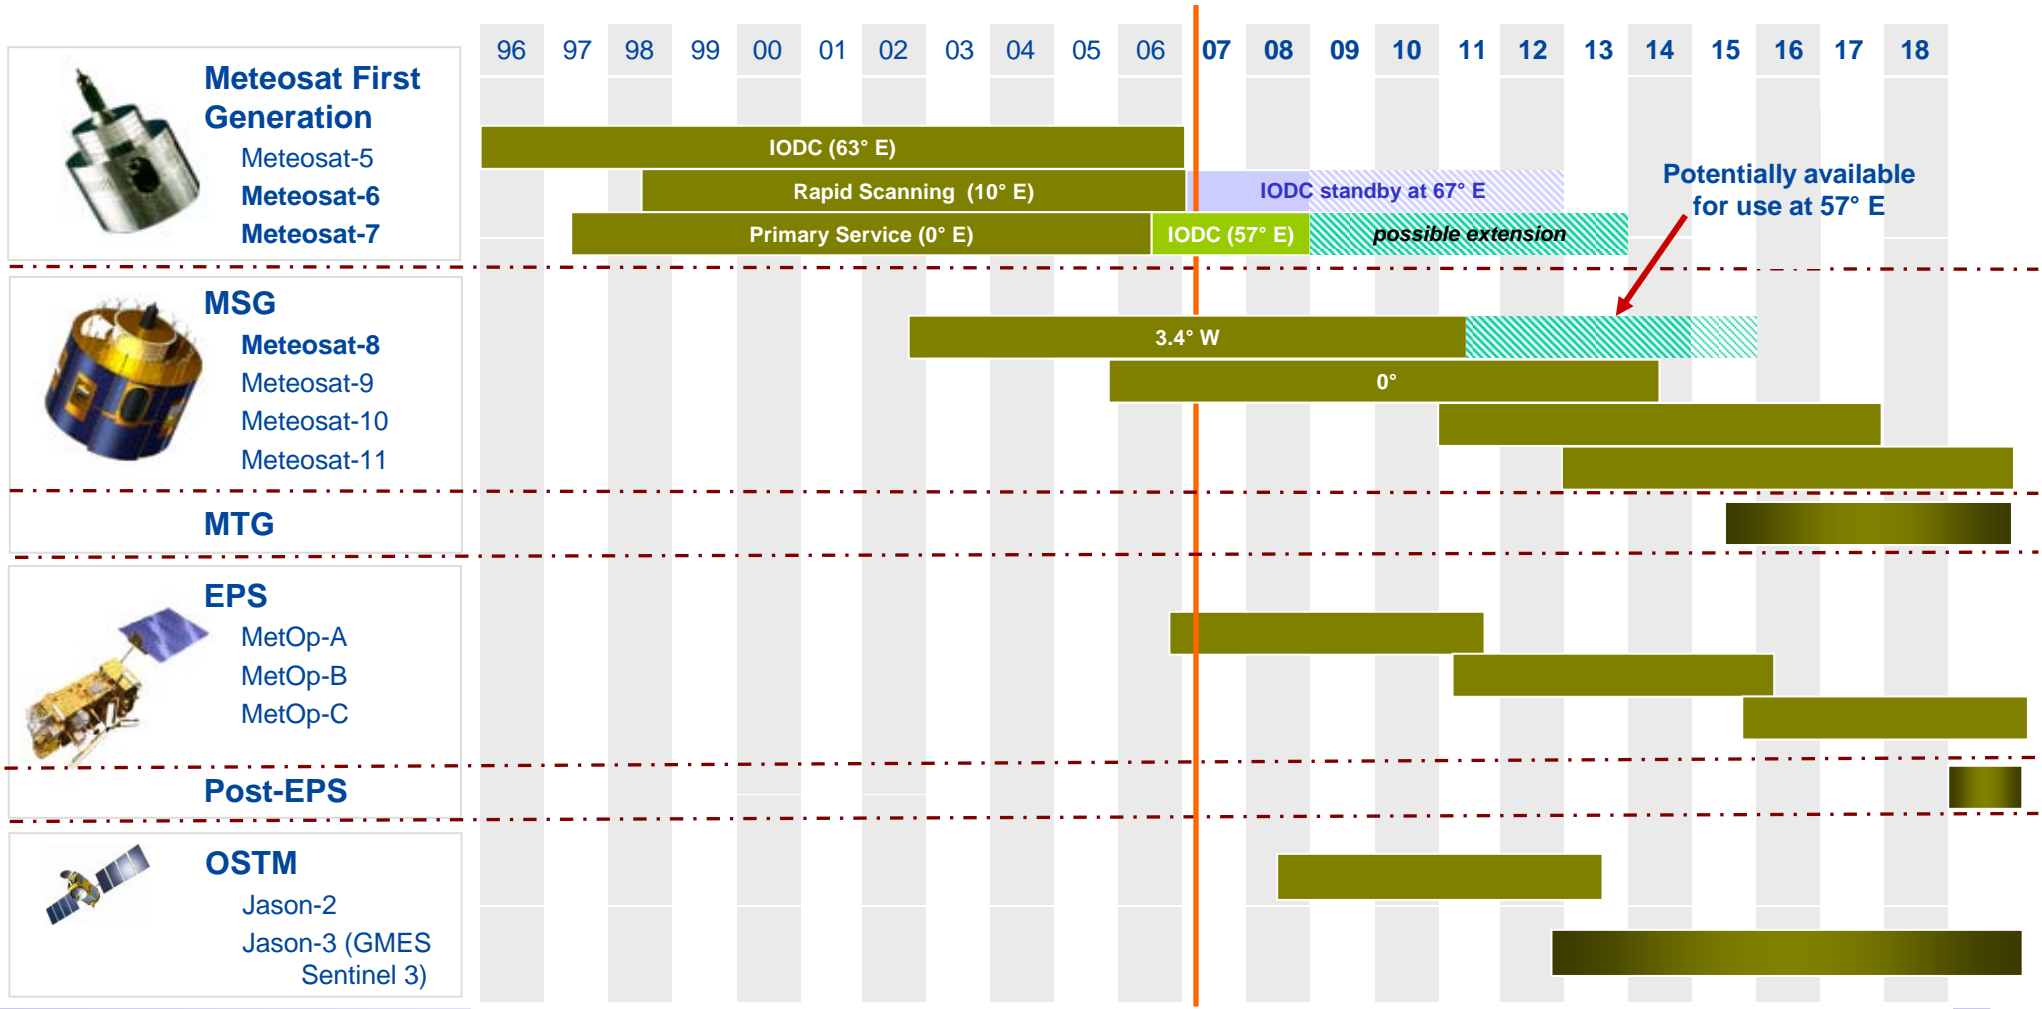 96 97 98 99 00 01 02 03 04 05 06 07 08 09 10 11 12 13 14 15 16 17 18
Meteosat First
Generation
Meteosat-5
Meteosat-6
Meteosat-7
IODC (63° E)
Rapid Scanning (10° E)
IODC standby at 67° E
Primary Service (0° E)
IODC (57° E)
possible extension
Potentially available
for use at 57° E
MSG
Meteosat-8
Meteosat-9
Meteosat-10
Meteosat-11
3.4° W
0°
MTG
EPS
MetOp-A
MetOp-B
MetOp-C
Post-EPS
OSTM
Jason-2
Jason-3 (GMES
Sentinel 3)